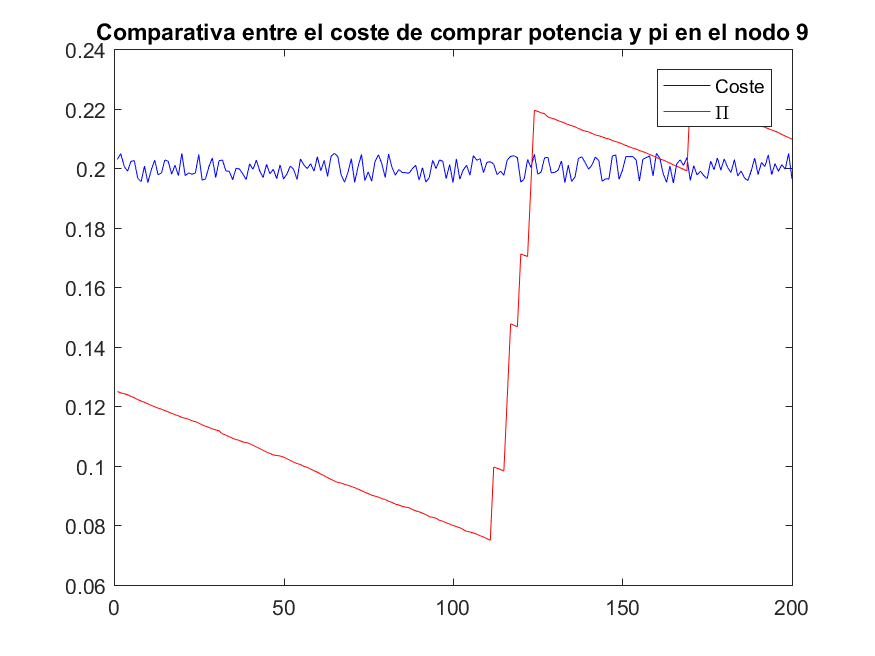 Comparativa entre el coste de comprar potencia y pi en el nodo 9
0.24
0.22
0.2
0.18
0.16
0.14
0.12
0.1
0.08
0.06
0 50 100 150 200
Coste
Π